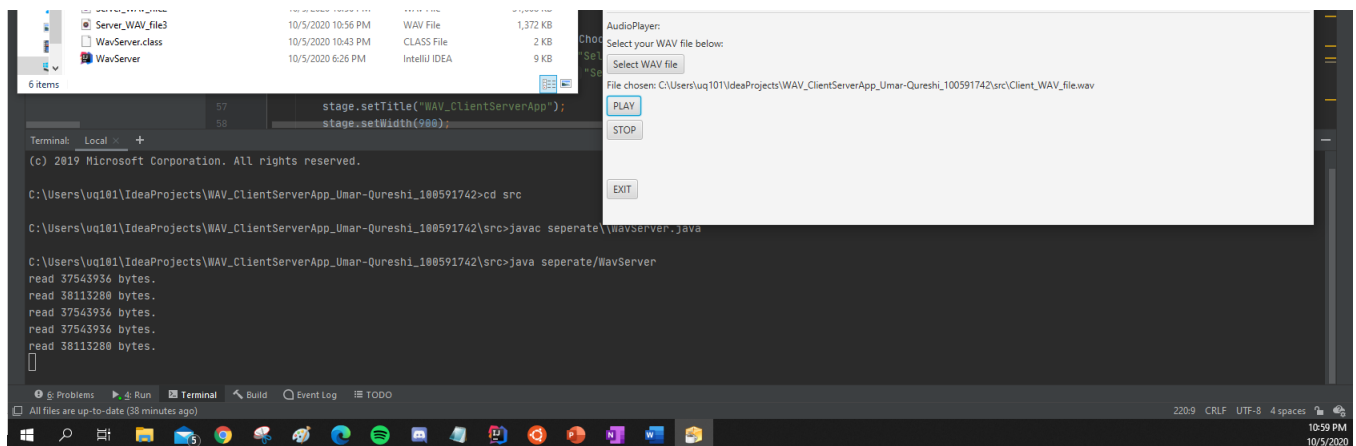 Server_WAV_file3 10/5/2020 10:56 PM WAV File 1,372 KB
WavServer.class 10/5/2020 10:43 PM CLASS File 2 KB
WavServer 10/5/2020 6:26 PM IntelliJ IDEA 9 KB
6 items
Choo
"Sel
"Se
57 stage.setTitle("WAV_ClientServerApp");
58 stage.setWidth(900);
AudioPlayer:
Select your WAV file below:
Select WAV file
File chosen: C:\Users\uq101\IdeaProjects\WAV_ClientServerApp_Umar-Qureshi_100591742\src\Client_WAV_file.wav
PLAY
STOP
EXIT
Terminal: Local × +
(c) 2019 Microsoft Corporation. All rights reserved.
C:\Users\uq101\IdeaProjects\WAV_ClientServerApp_Umar-Qureshi_100591742>cd src
C:\Users\uq101\IdeaProjects\WAV_ClientServerApp_Umar-Qureshi_100591742\src>javac seperate\\WavServer.java
C:\Users\uq101\IdeaProjects\WAV_ClientServerApp_Umar-Qureshi_100591742\src>java seperate/WavServer
read 37543936 bytes.
read 38113280 bytes.
read 37543936 bytes.
read 37543936 bytes.
read 38113280 bytes.
6: Problems 4: Run Terminal Build Event Log TODO
All files are up-to-date (38 minutes ago) 220:9 CRLF UTF-8 4 spaces
5
10:59 PM
10/5/2020